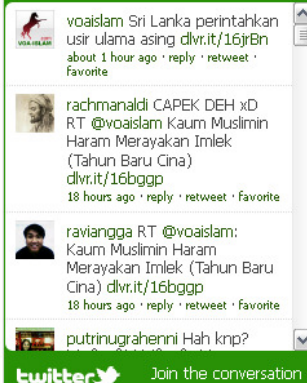 voaislam Sri Lanka perintahkan
usir ulama asing dlvr.it/16jrBn
about 1 hour ago · reply · retweet ·
favorite
VOA-ISLAM
rachmanaldi CAPEK DEH xD
RT @voaislam Kaum Muslimin
Haram Merayakan Imlek
(Tahun Baru Cina)
dlvr.it/16bggp
18 hours ago · reply · retweet · favorite
raviangga RT @voaislam:
Kaum Muslimin Haram
Merayakan Imlek (Tahun Baru
Cina) dlvr.it/16bggp
18 hours ago · reply · retweet · favorite
putrinugrahenni Hah knp?
twitter
Join the conversation